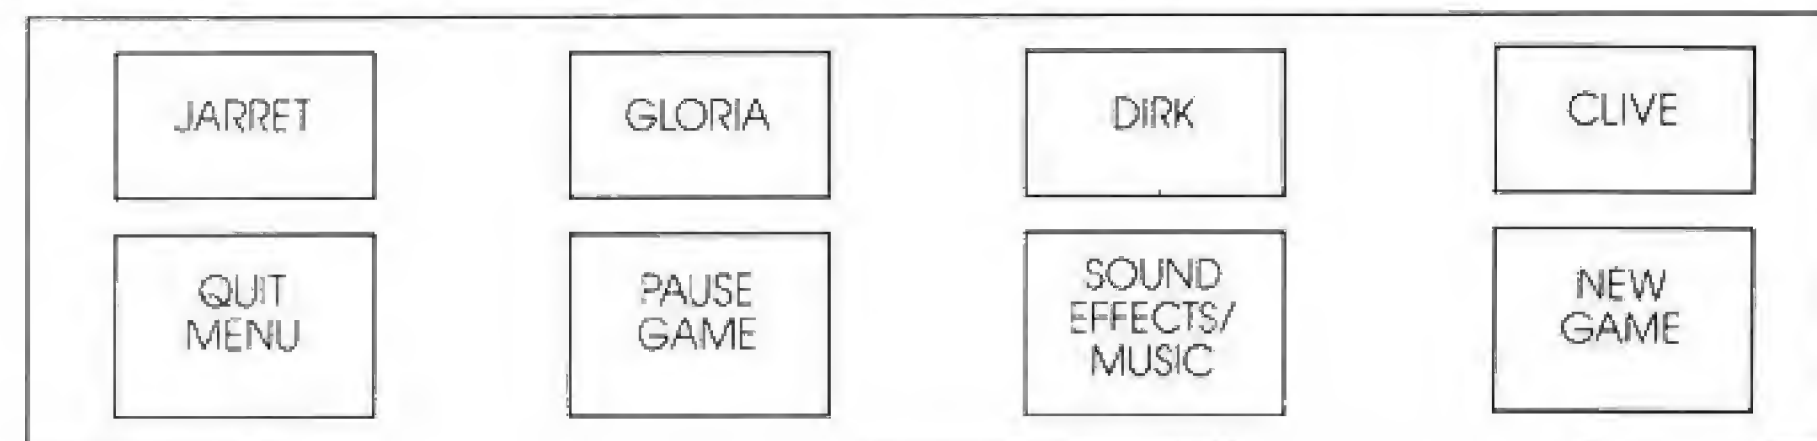 JARRET
GLORIA
DIRK
CLIVE
QUIT
MENU
PAUSE
GAME
SOUND
EFFECTS/
MUSIC
NEW
GAME